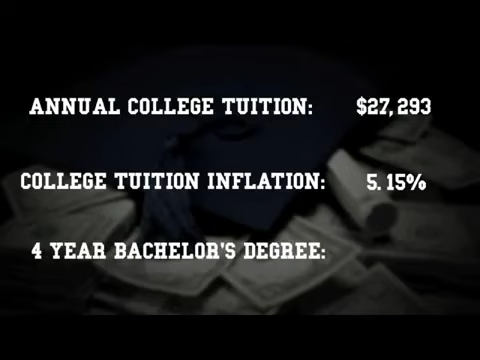 ANNUAL COLLEGE TUITION: $27,293
COLLEGE TUITION INFLATION: 5.15%
4 YEAR BACHELOR'S DEGREE: